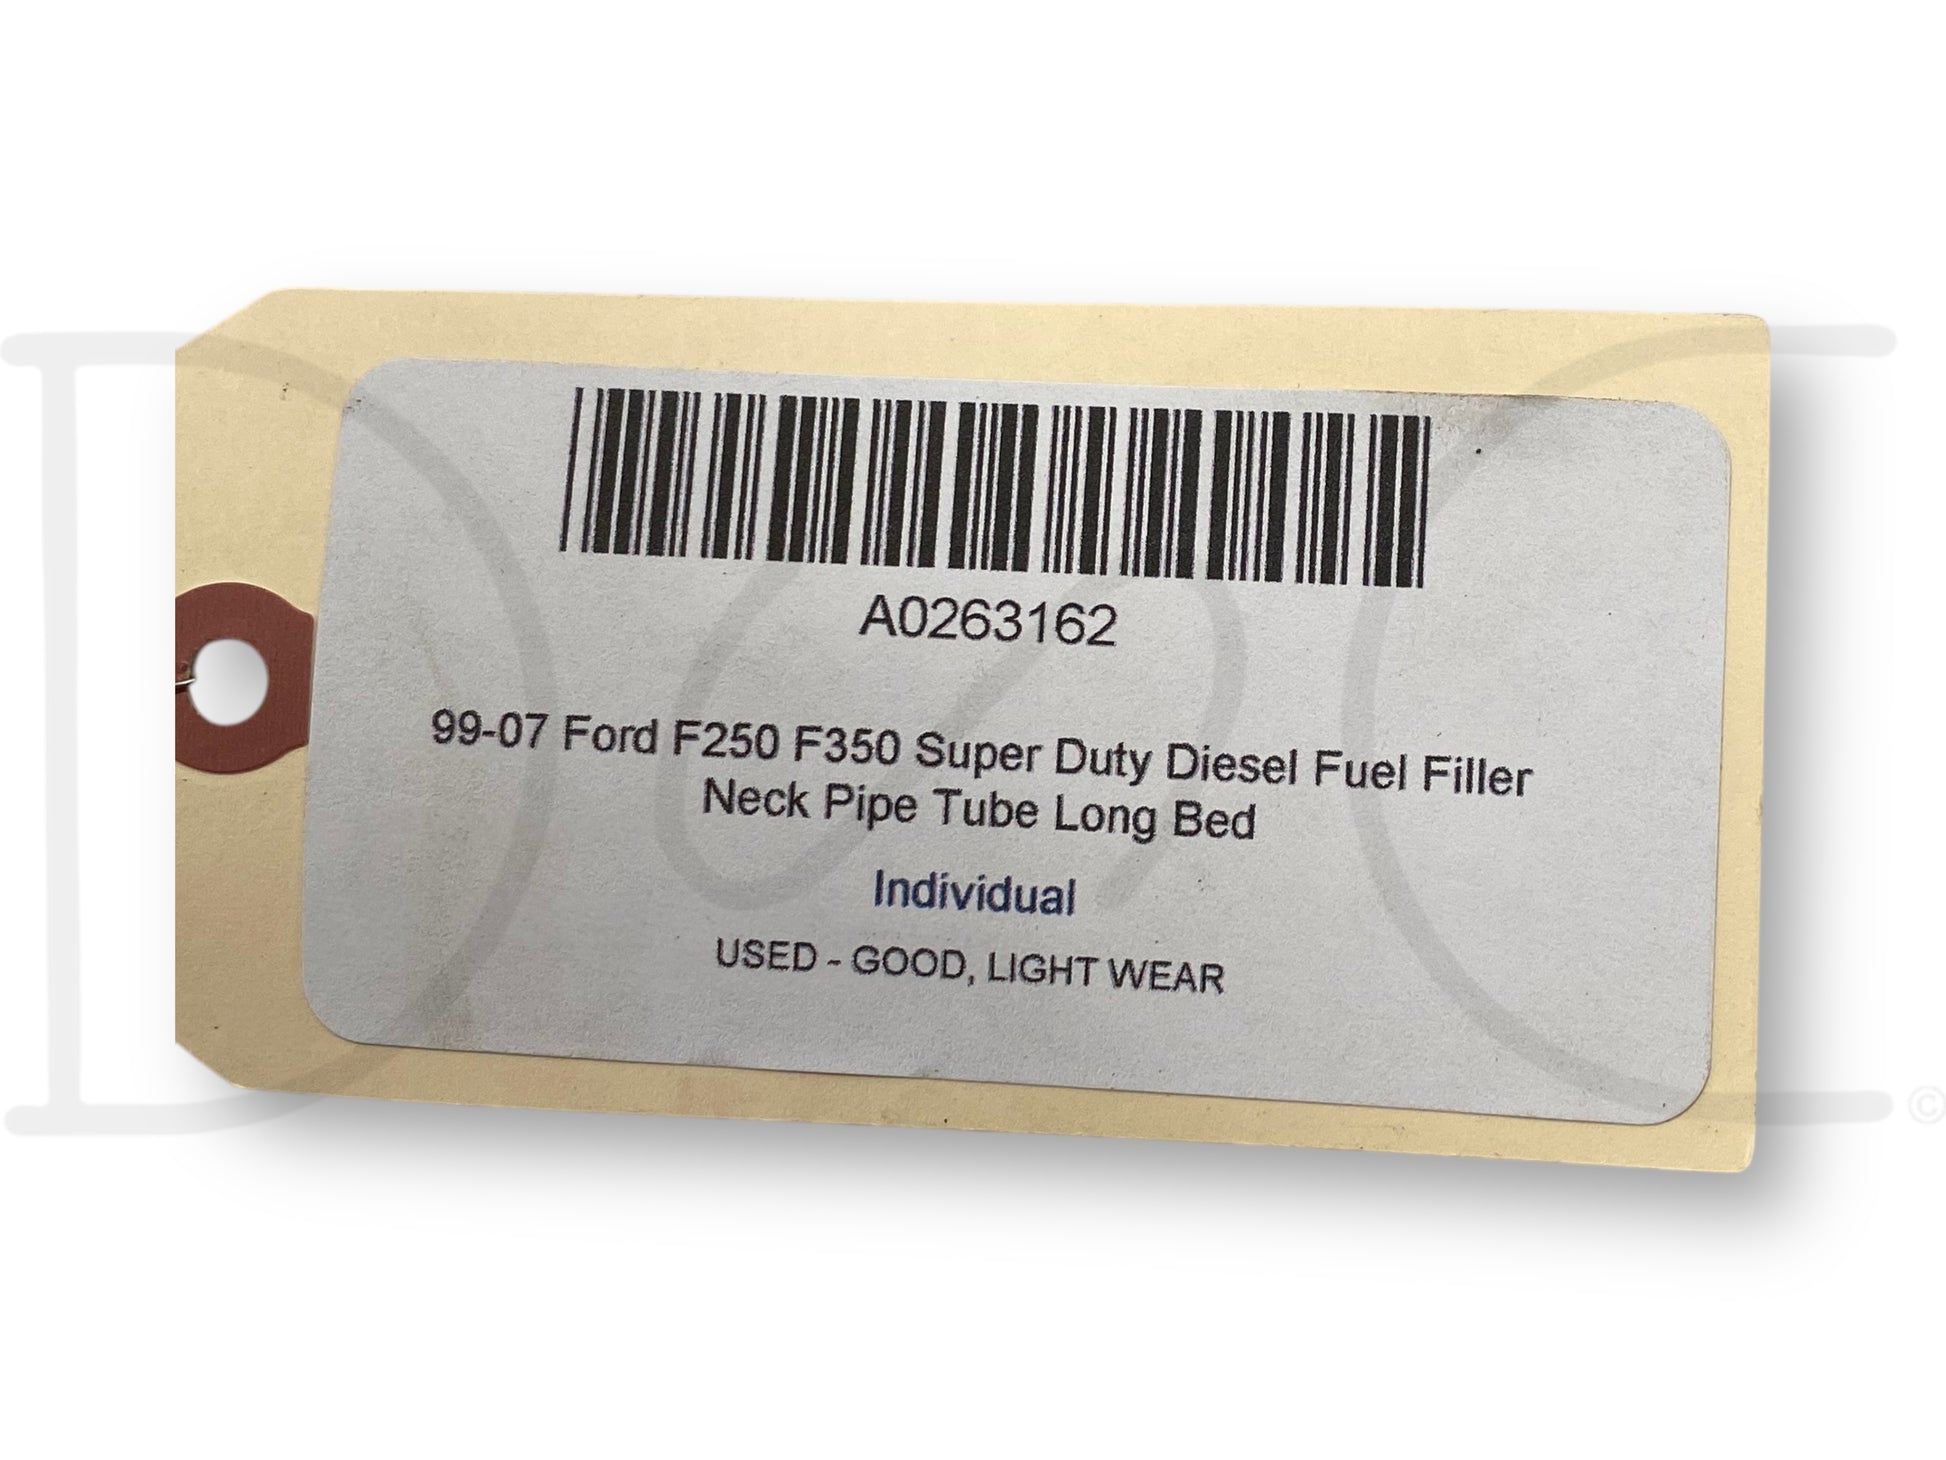 A0263162
99-07 Ford F250 F350 Super Duty Diesel Fuel Filler
Neck Pipe Tube Long Bed
Individual
USED - GOOD, LIGHT WEAR
©